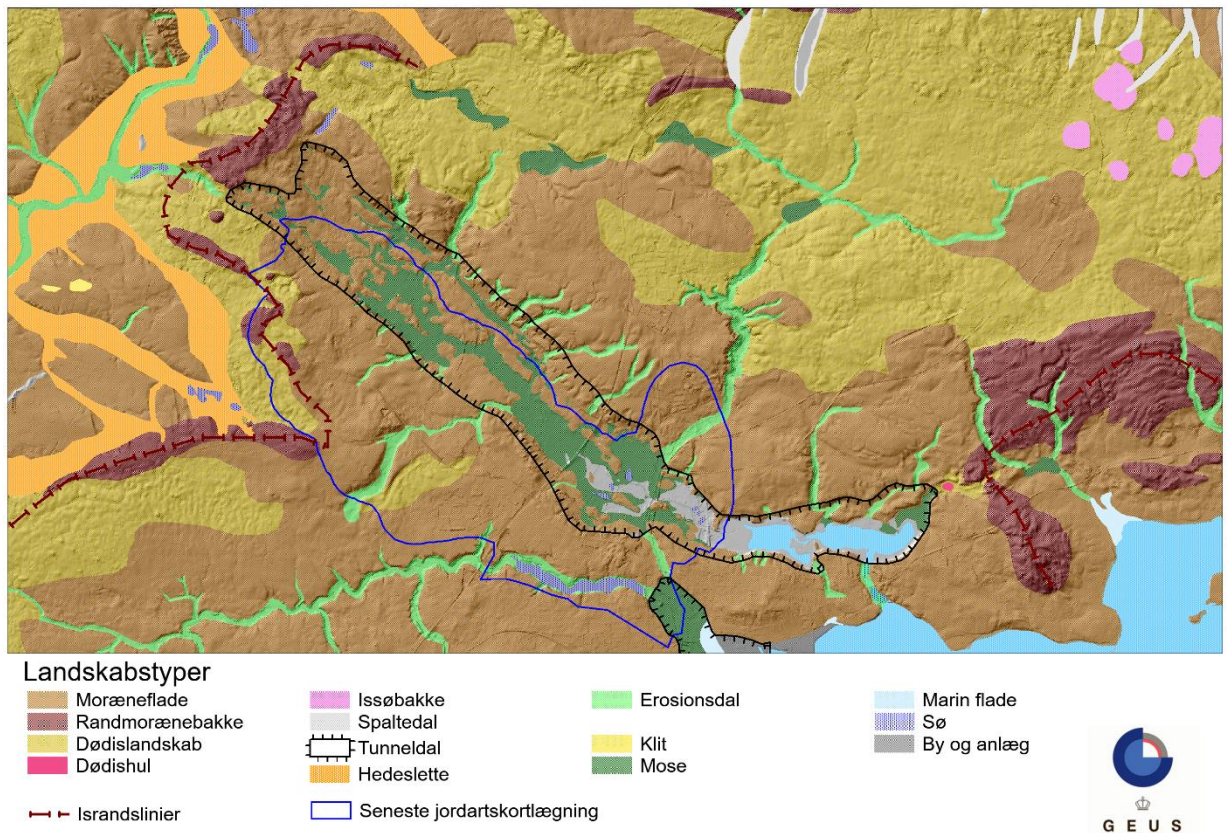 Landskabstyper
Moræneflade
Randmorænebakke
Dødislandskab
Dødishul
Israndslinier
Issøbakke
Spaltedal
Tunneldal
Hedeslette
Seneste jordartskortlægning
Erosionsdal
Klit
Mose
Marin flade
Sø
By og anlæg
G E U S